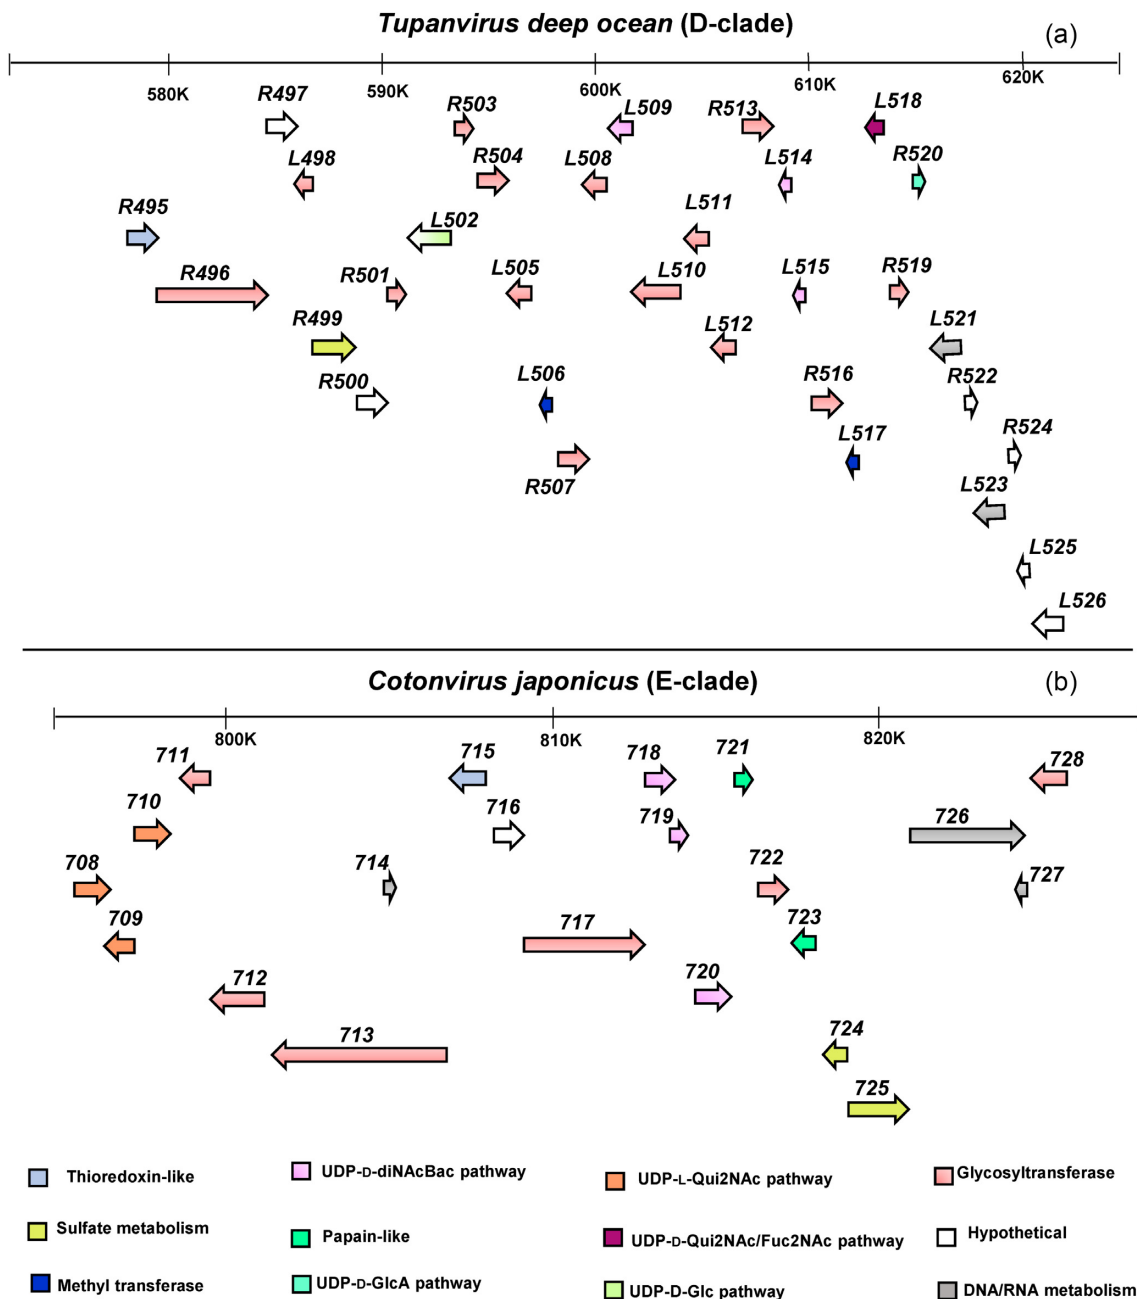 Tupanvirus deep ocean (D-clade)
(a)
580K 590K 600K 610K 620K
R497 R503 L509 R513 L518
L498 R504 L508 L514 R520
R495 L502 L511
R496 R501 L505 L510 L515 R519
R499 L512 L521
R500 L506 R516 R522
L517 R524
R507 L523
L525
L526
Cotonvirus japonicus (E-clade)
(b)
800K 810K 820K
711 715 718 721 728
710 716 719 726
708 714 722 727
709 717 723
712 720
713 724
725
Thioredoxin-like
UDP-D-diNAcBac pathway
UDP-L-Qui2NAc pathway
Glycosyltransferase
Sulfate metabolism
Papain-like
UDP-D-Qui2NAc/Fuc2NAc pathway
Hypothetical
Methyl transferase
UDP-D-GlcA pathway
UDP-D-Glc pathway
DNA/RNA metabolism